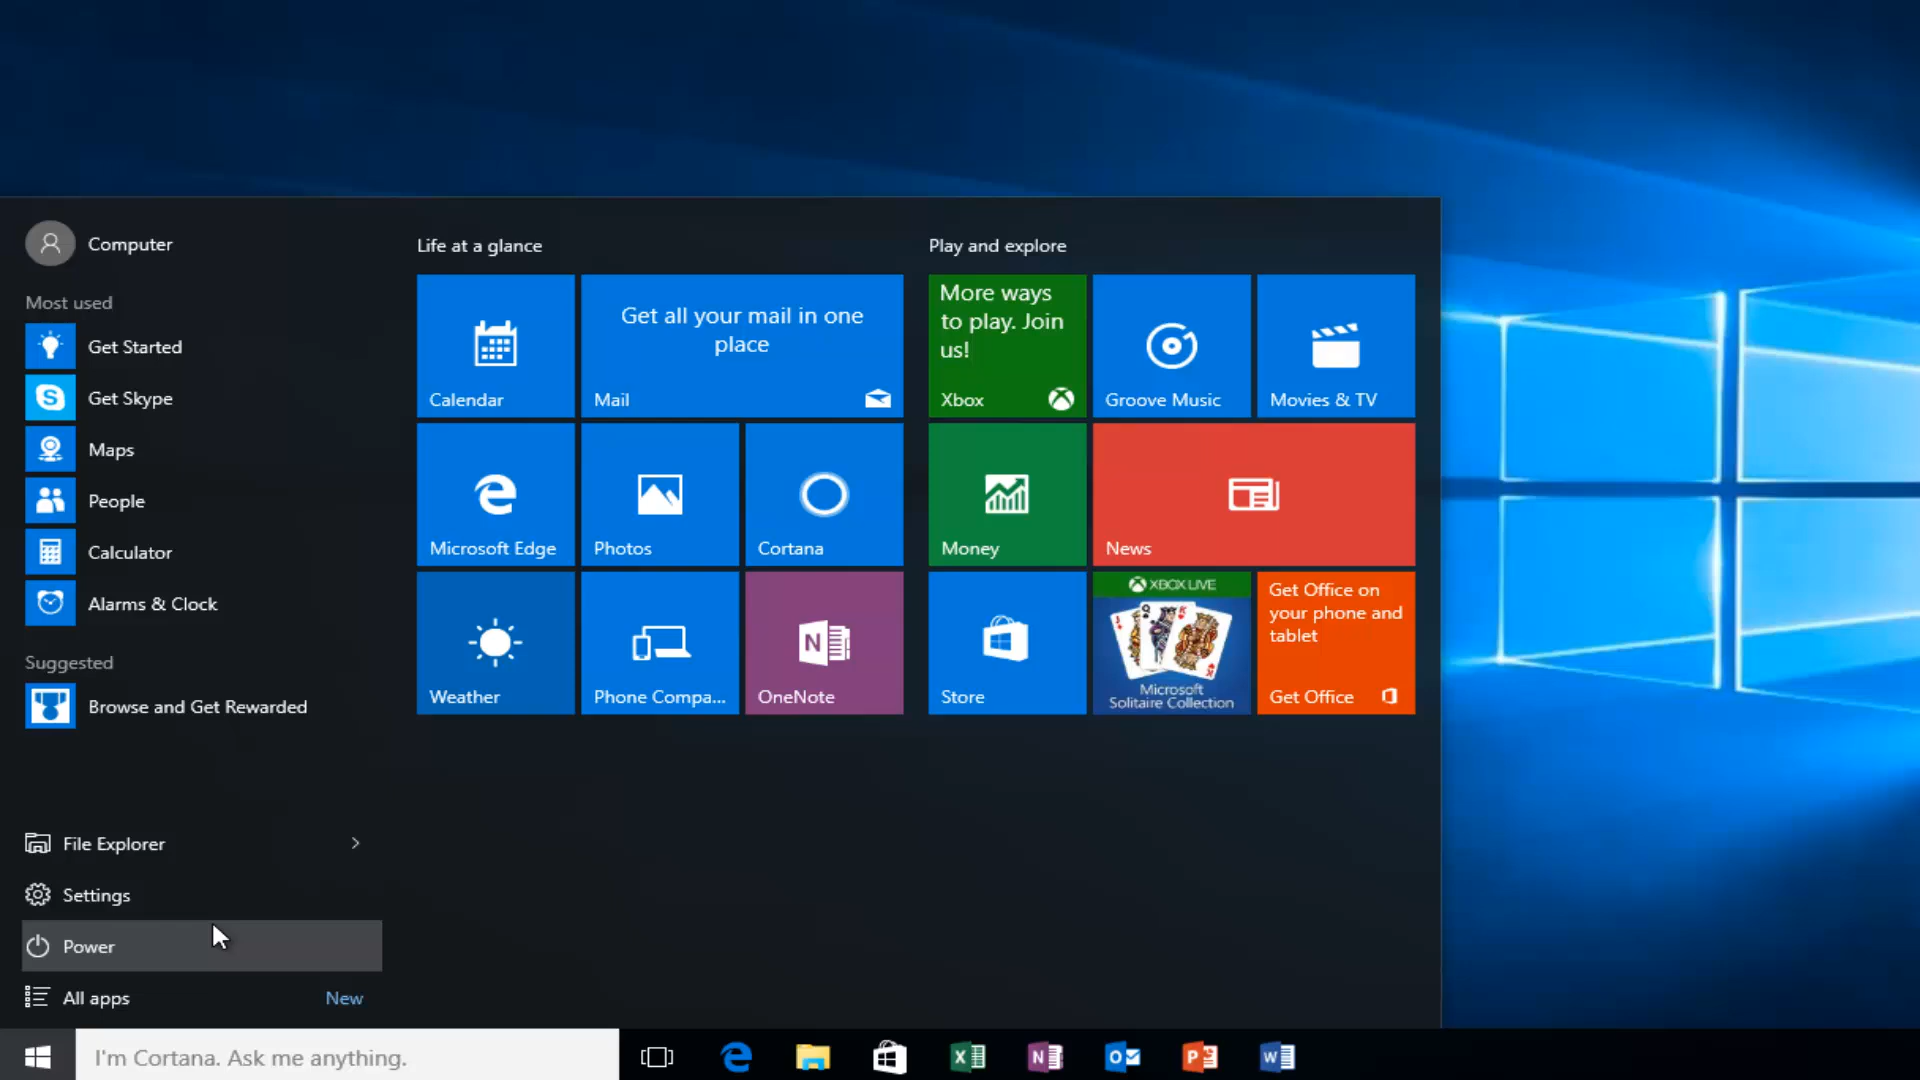 Computer
Most used
Get Started
Get Skype
Maps
People
Calculator
Alarms & Clock
Suggested
Browse and Get Rewarded
File Explorer
Settings
Power
All apps New
Life at a glance
Calendar
Get all your mail in one
place
Mail
Microsoft Edge
Photos
Cortana
Weather
Phone Compa...
N
OneNote
Play and explore
More ways
to play. Join
us!
Xbox
Groove Music
Movies & TV
Money
News
Store
XBOX LIVE
J Q K K
Microsoft
Solitaire Collection
Get Office on
your phone and
tablet
Get Office
I'm Cortana. Ask me anything.